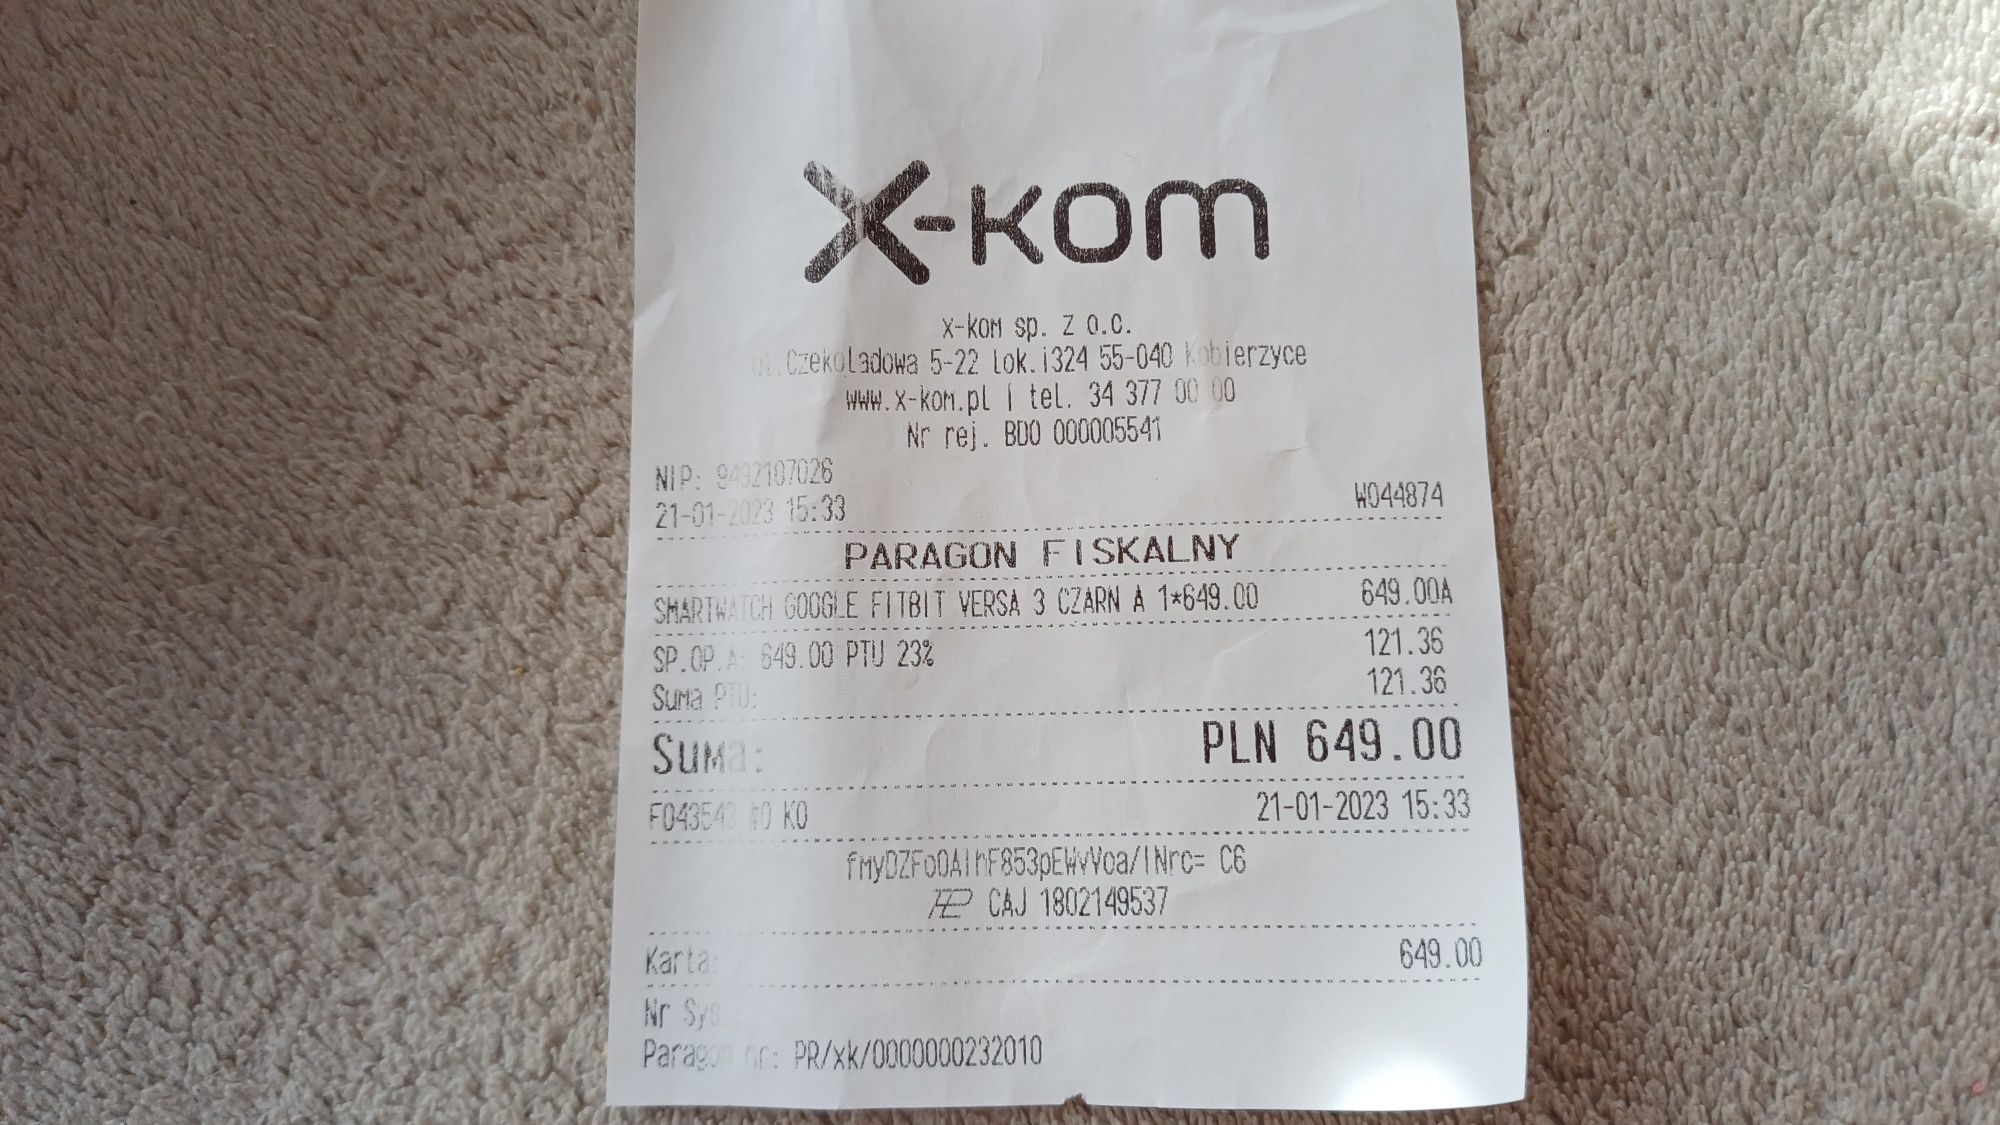 x-kom
x-kom sp. z o.o.
ul.Czekoladowa 5-22 lok.i324 55-040 Kobierzyce
www.x-kom.pl | tel. 34 377 00 00
Nr rej. BDO 000005541
NIP: 9492107026
21-01-2023 15:33 W044874
PARAGON FISKALNY
SMARTWATCH GOOGLE FITBIT VERSA 3 CZARN A 1*649.00 649.00A
SP.OP.A: 649.00 PTU 23% 121.36
Suma PTU: 121.36
Suma: PLN 649.00
F043543 #0 KO 21-01-2023 15:33
CAJ 1802149537
Karta: 649.00
Nr Sys.:
Paragon nr: PR/xk/0000000232010